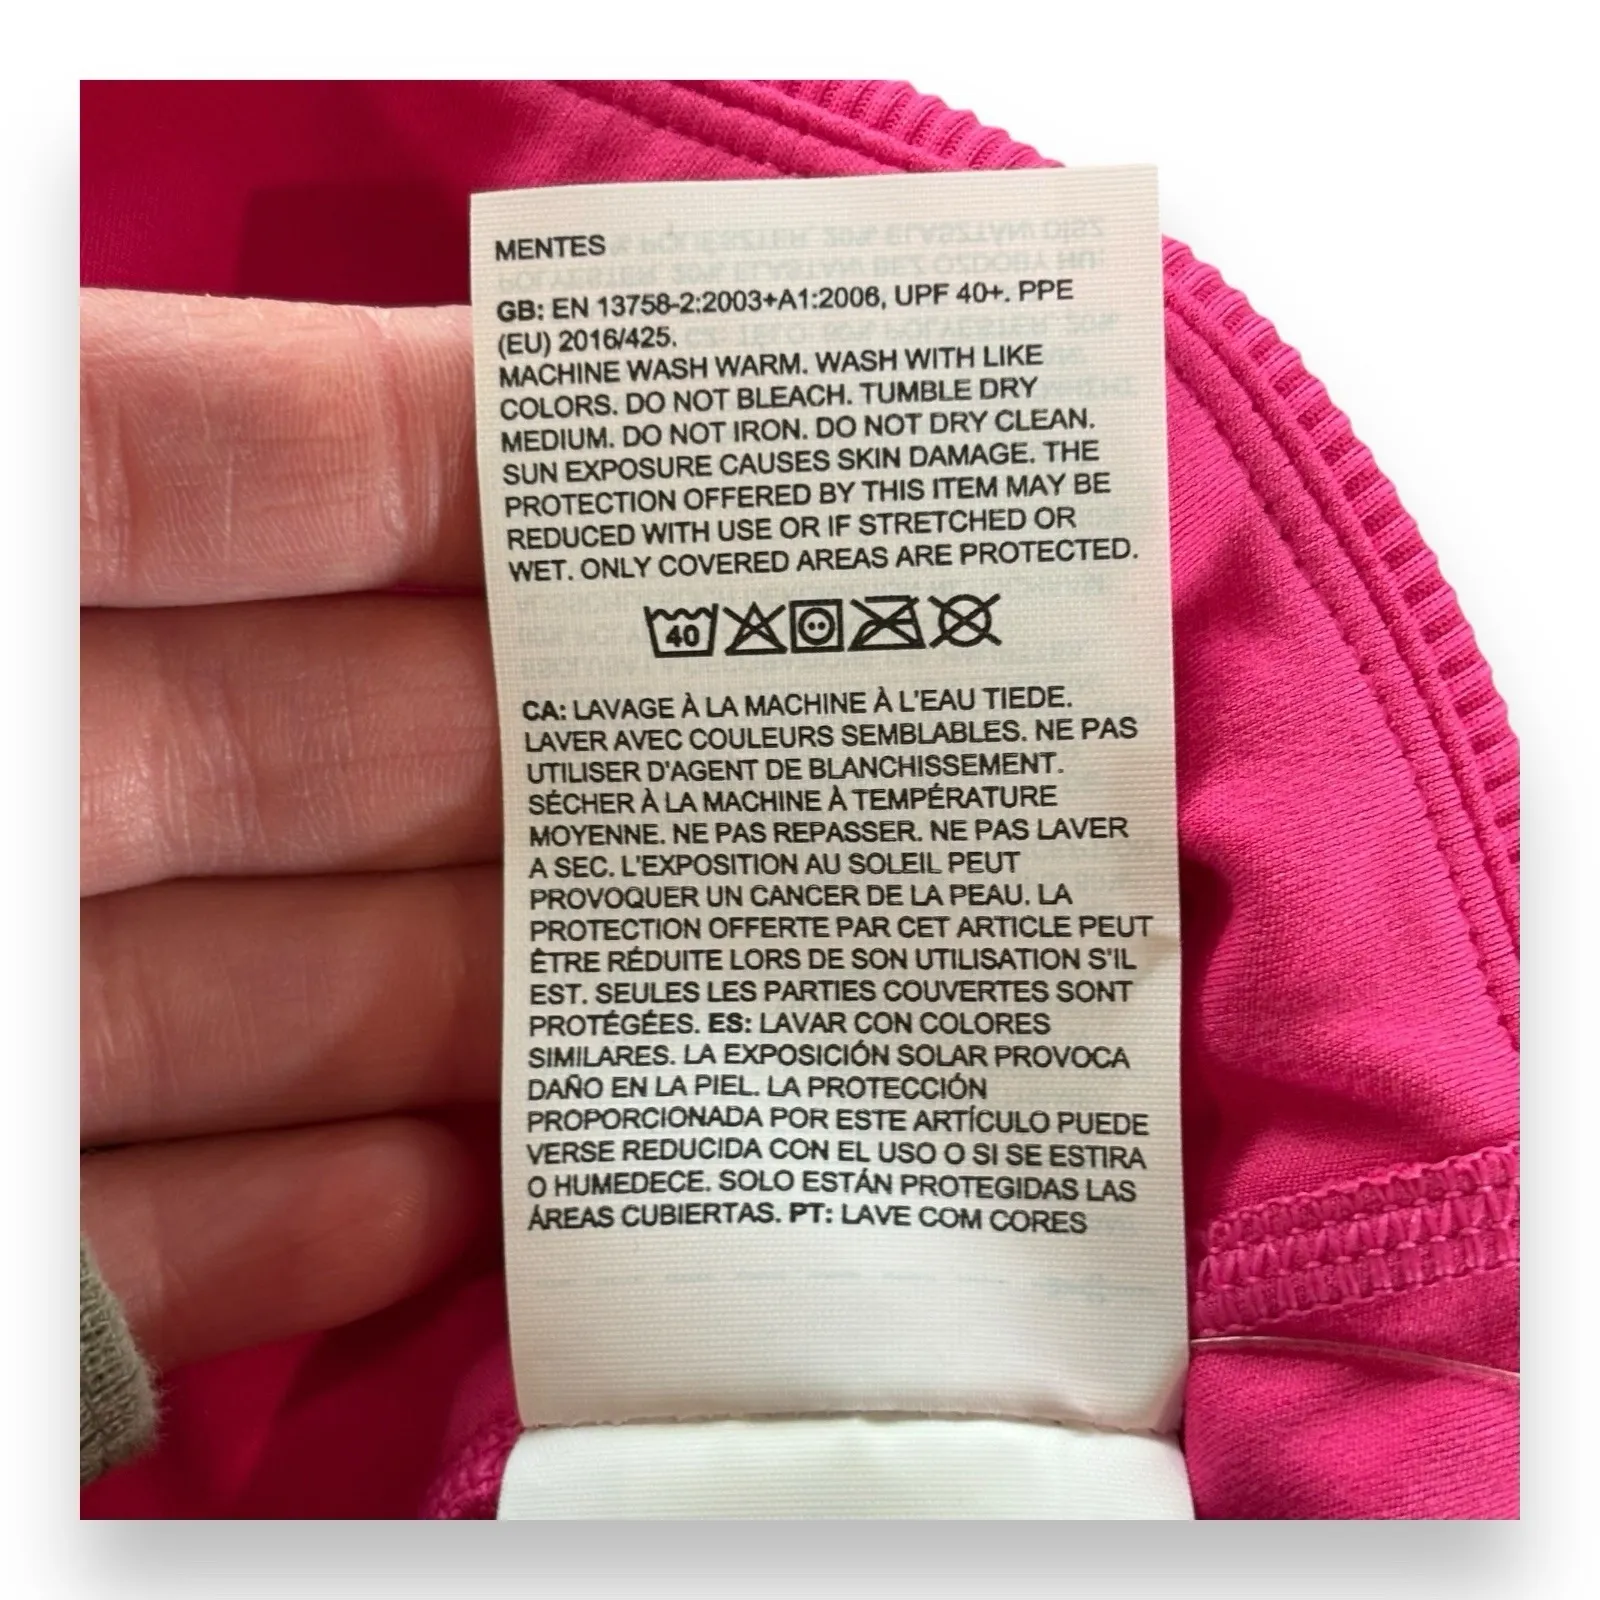 MENTES
GB: EN 13758-2:2003+A1:2006, UPF 40+. PPE
(EU) 2016/425.
MACHINE WASH WARM. WASH WITH LIKE
COLORS. DO NOT BLEACH. TUMBLE DRY
MEDIUM. DO NOT IRON. DO NOT DRY CLEAN.
SUN EXPOSURE CAUSES SKIN DAMAGE. THE
PROTECTION OFFERED BY THIS ITEM MAY BE
REDUCED WITH USE OR IF STRETCHED OR
WET. ONLY COVERED AREAS ARE PROTECTED.
40
CA: LAVAGE À LA MACHINE À L'EAU TIEDE.
LAVER AVEC COULEURS SEMBLABLES. NE PAS
UTILISER D'AGENT DE BLANCHISSEMENT.
SÉCHER À LA MACHINE À TEMPÉRATURE
MOYENNE. NE PAS REPASSER. NE PAS LAVER
A SEC. L'EXPOSITION AU SOLEIL PEUT
PROVOQUER UN CANCER DE LA PEAU. LA
PROTECTION OFFERTE PAR CET ARTICLE PEUT
ÊTRE RÉDUITE LORS DE SON UTILISATION S'IL
EST. SEULES LES PARTIES COUVERTES SONT
PROTÉGÉES. ES: LAVAR CON COLORES
SIMILARES. LA EXPOSICIÓN SOLAR PROVOCA
DAÑO EN LA PIEL. LA PROTECCIÓN
PROPORCIONADA POR ESTE ARTÍCULO PUEDE
VERSE REDUCIDA CON EL USO O SI SE ESTIRA
O HUMEDECE. SOLO ESTÁN PROTEGIDAS LAS
ÁREAS CUBIERTAS. PT: LAVE COM CORES